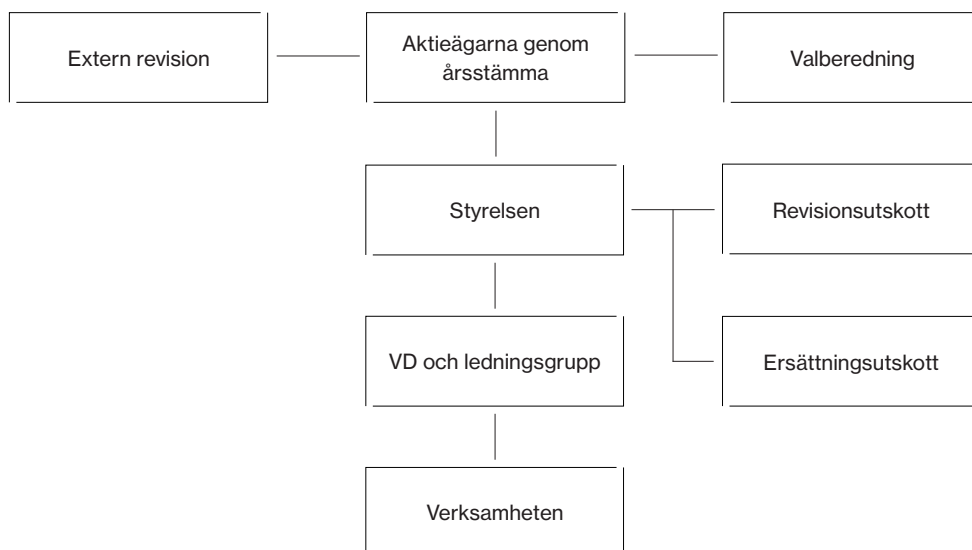 Extern revision
Aktieägarna genom
årsstämma
Valberedning
Styrelsen
Revisionsutskott
VD och ledningsgrupp
Ersättningsutskott
Verksamheten